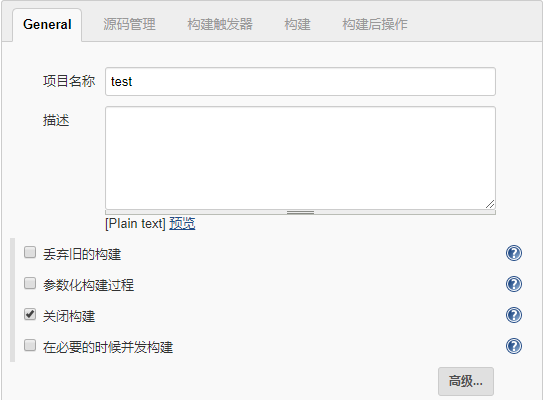 General 源码管理 构建触发器 构建 构建后操作
项目名称 test
描述
[Plain text] 预览
丢弃旧的构建
参数化构建过程
关闭构建
在必要的时候并发构建
高级...